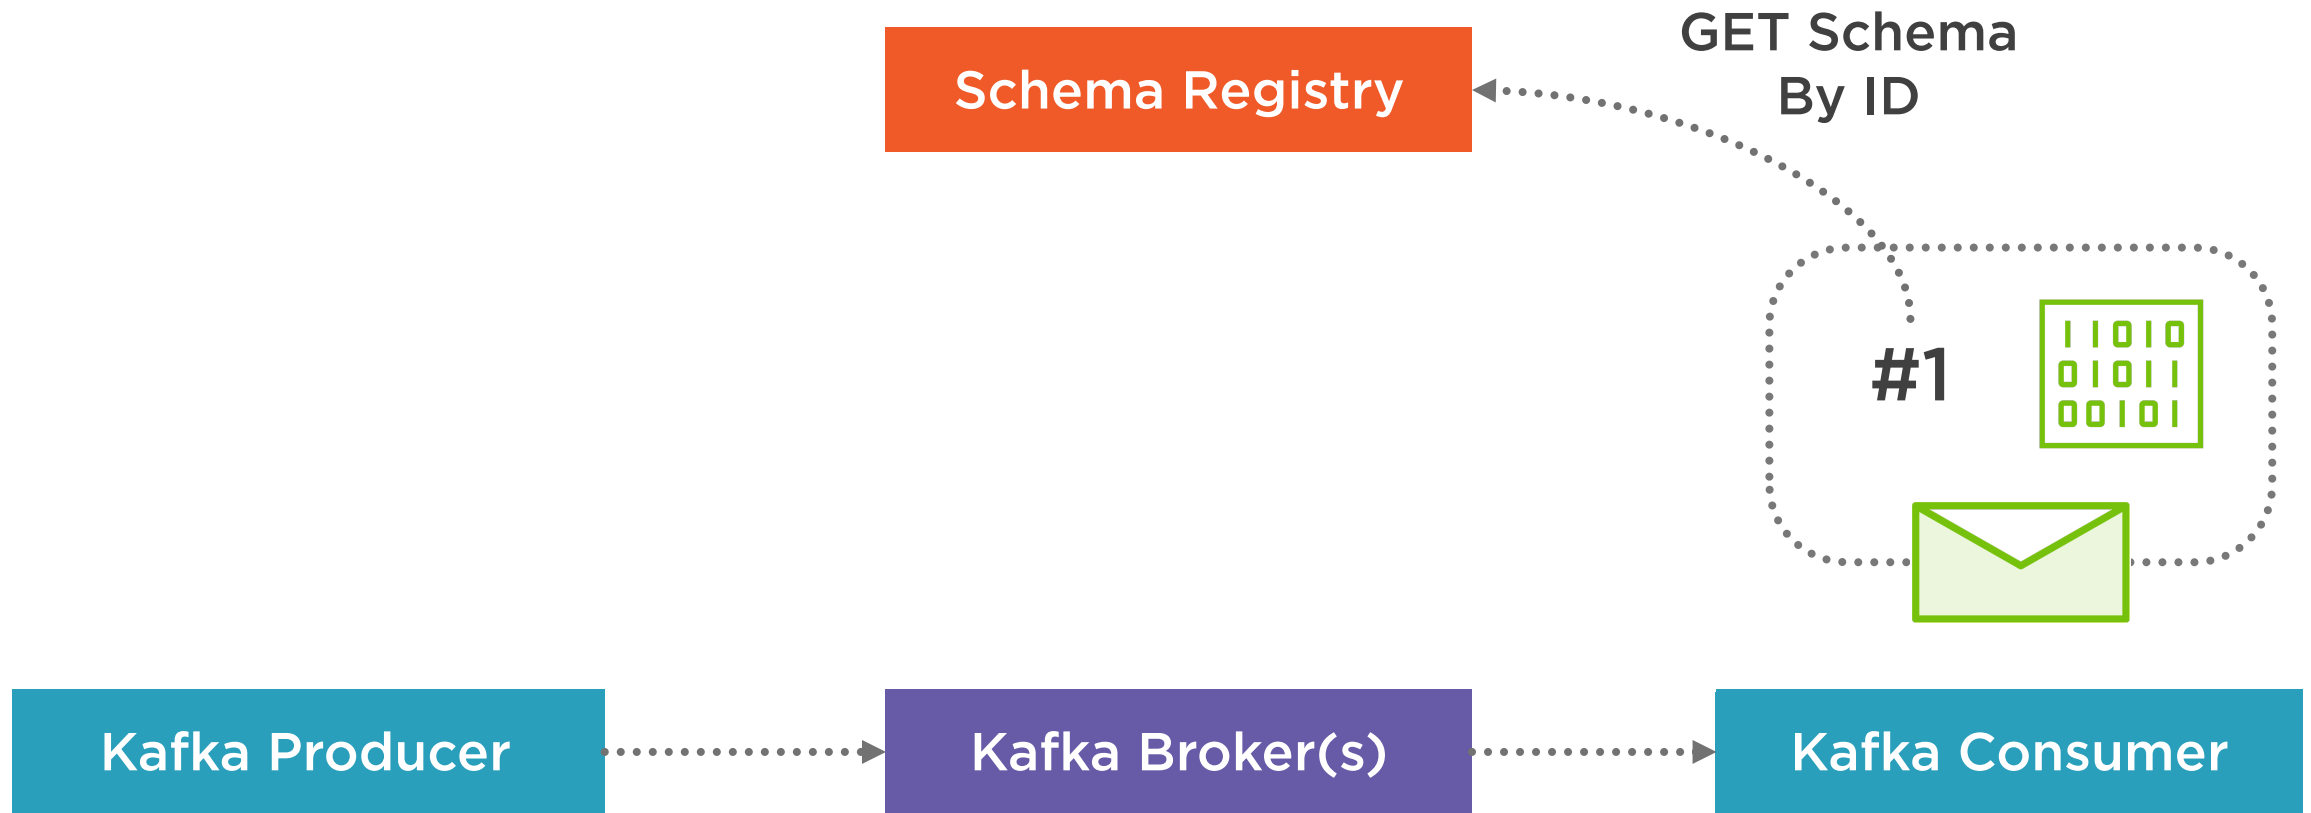 GET Schema
By ID
Schema Registry
#1
11010
01011
00101
Kafka Producer
Kafka Broker(s)
Kafka Consumer